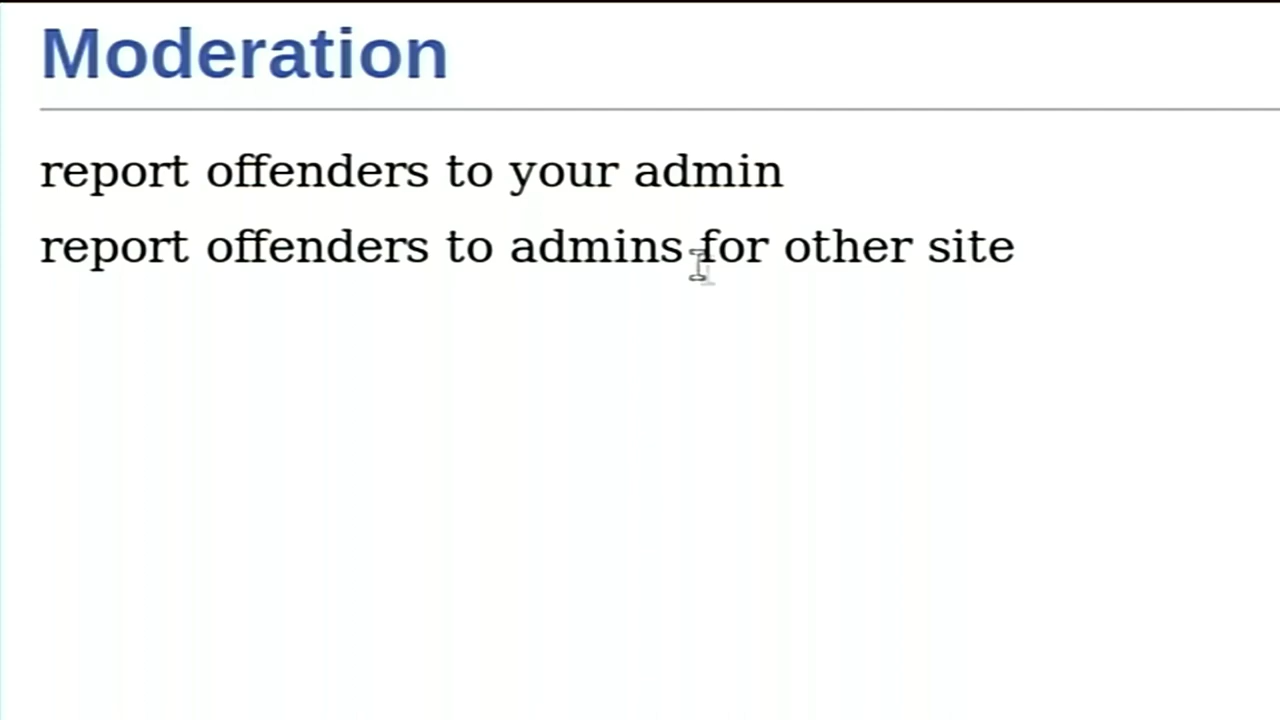 Moderation
report offenders to your admin
report offenders to admins for other site